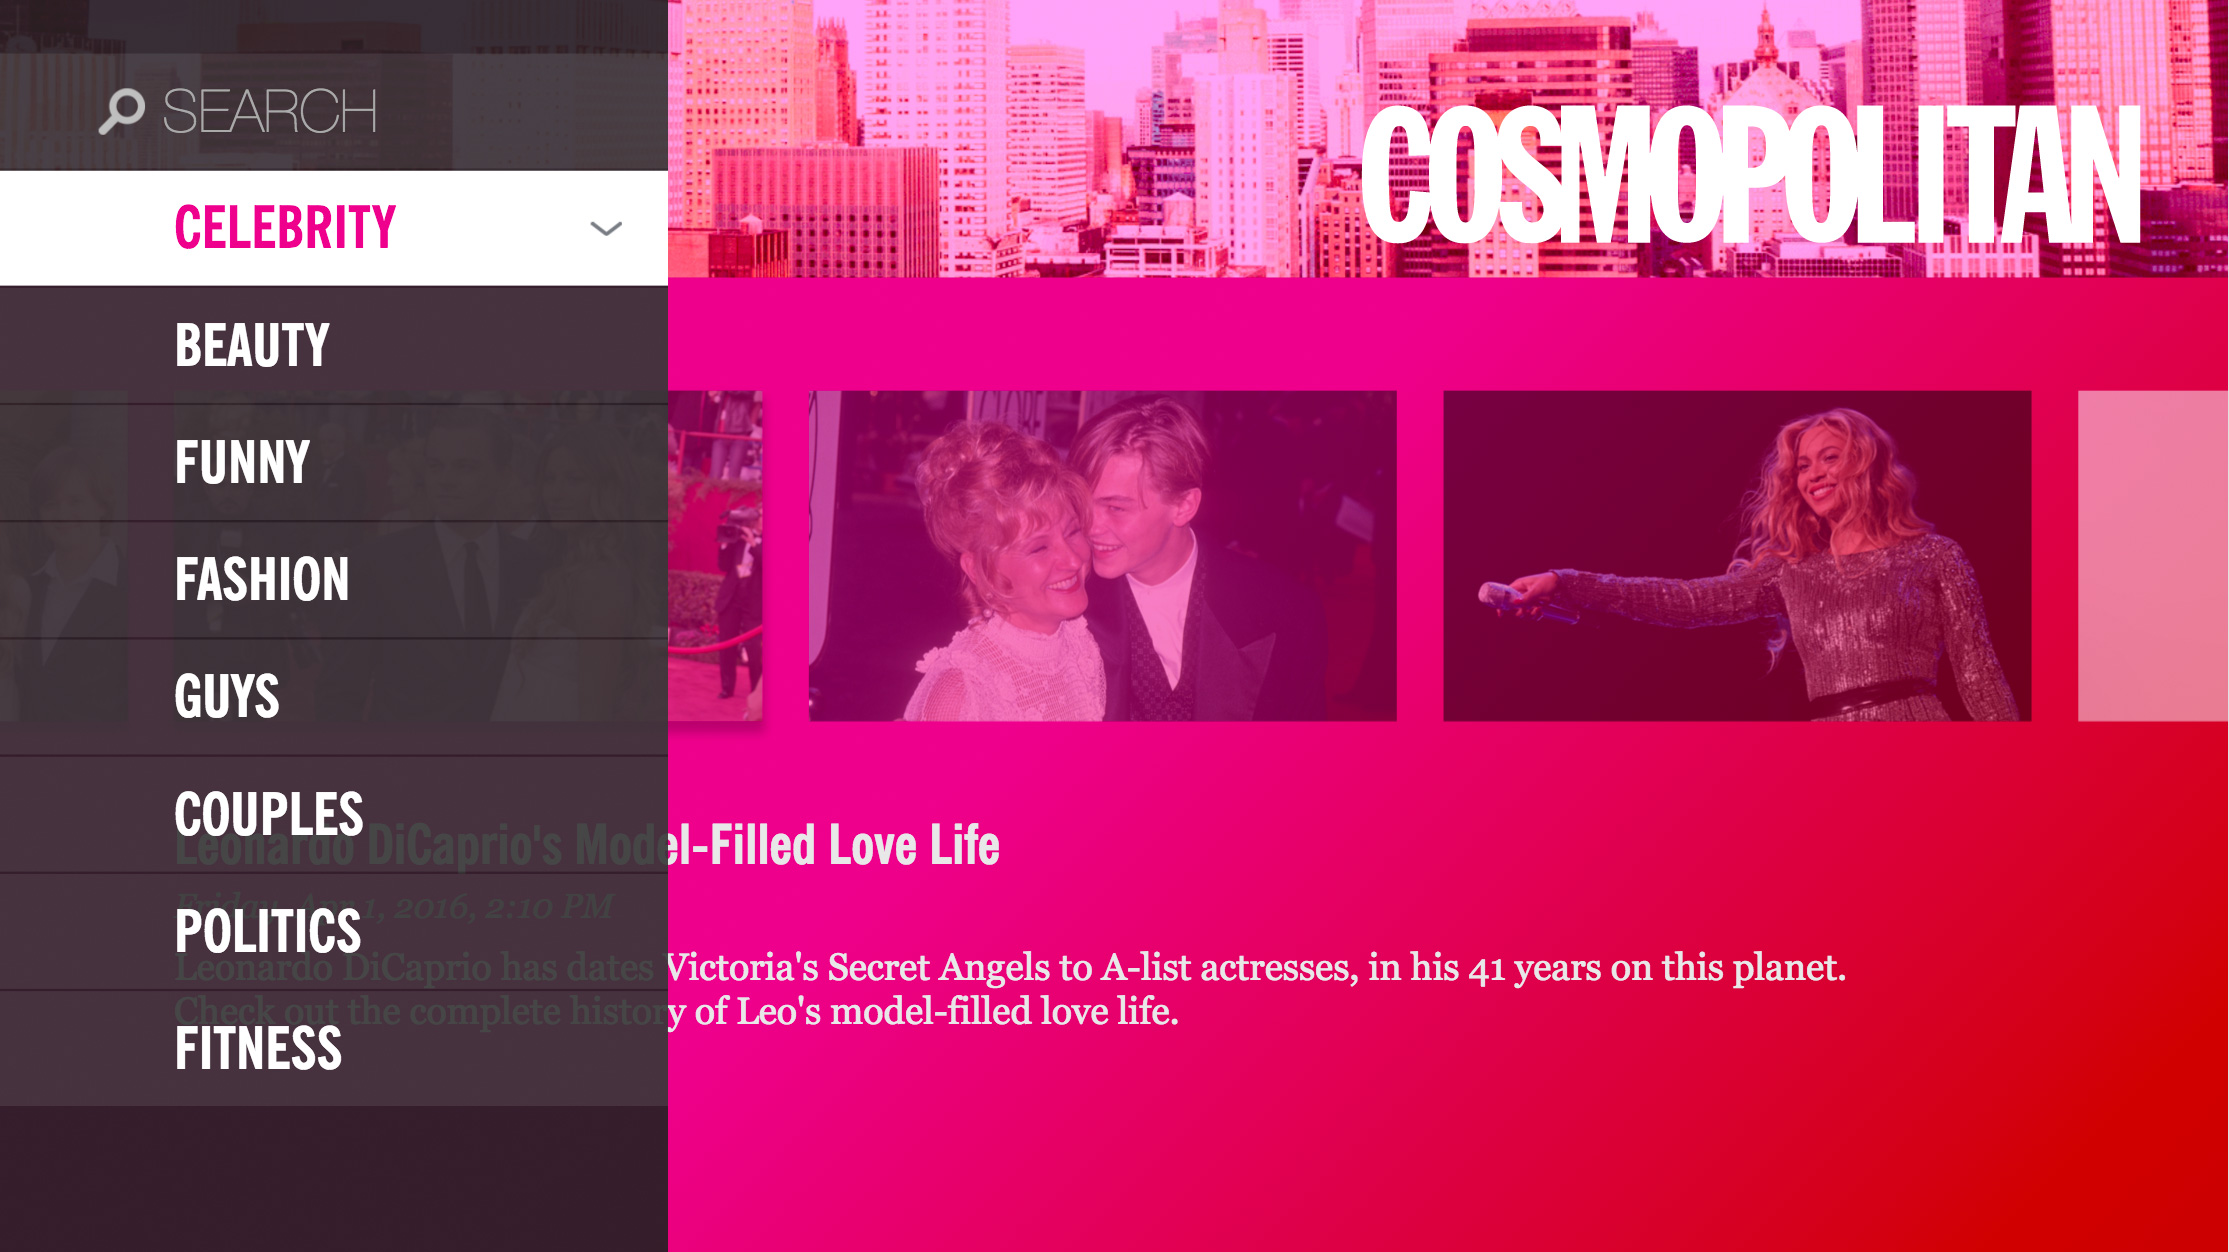 SEARCH
COSMOPOLITAN
CELEBRITY
BEAUTY
FUNNY
FASHION
GUYS
COUPLES
POLITICS
FITNESS
Leonardo DiCaprio's Model-Filled Love Life
Friday, Apr 1, 2016, 2:10 PM
Leonardo DiCaprio has dates Victoria's Secret Angels to A-list actresses, in his 41 years on this planet.
Check out the complete history of Leo's model-filled love life.